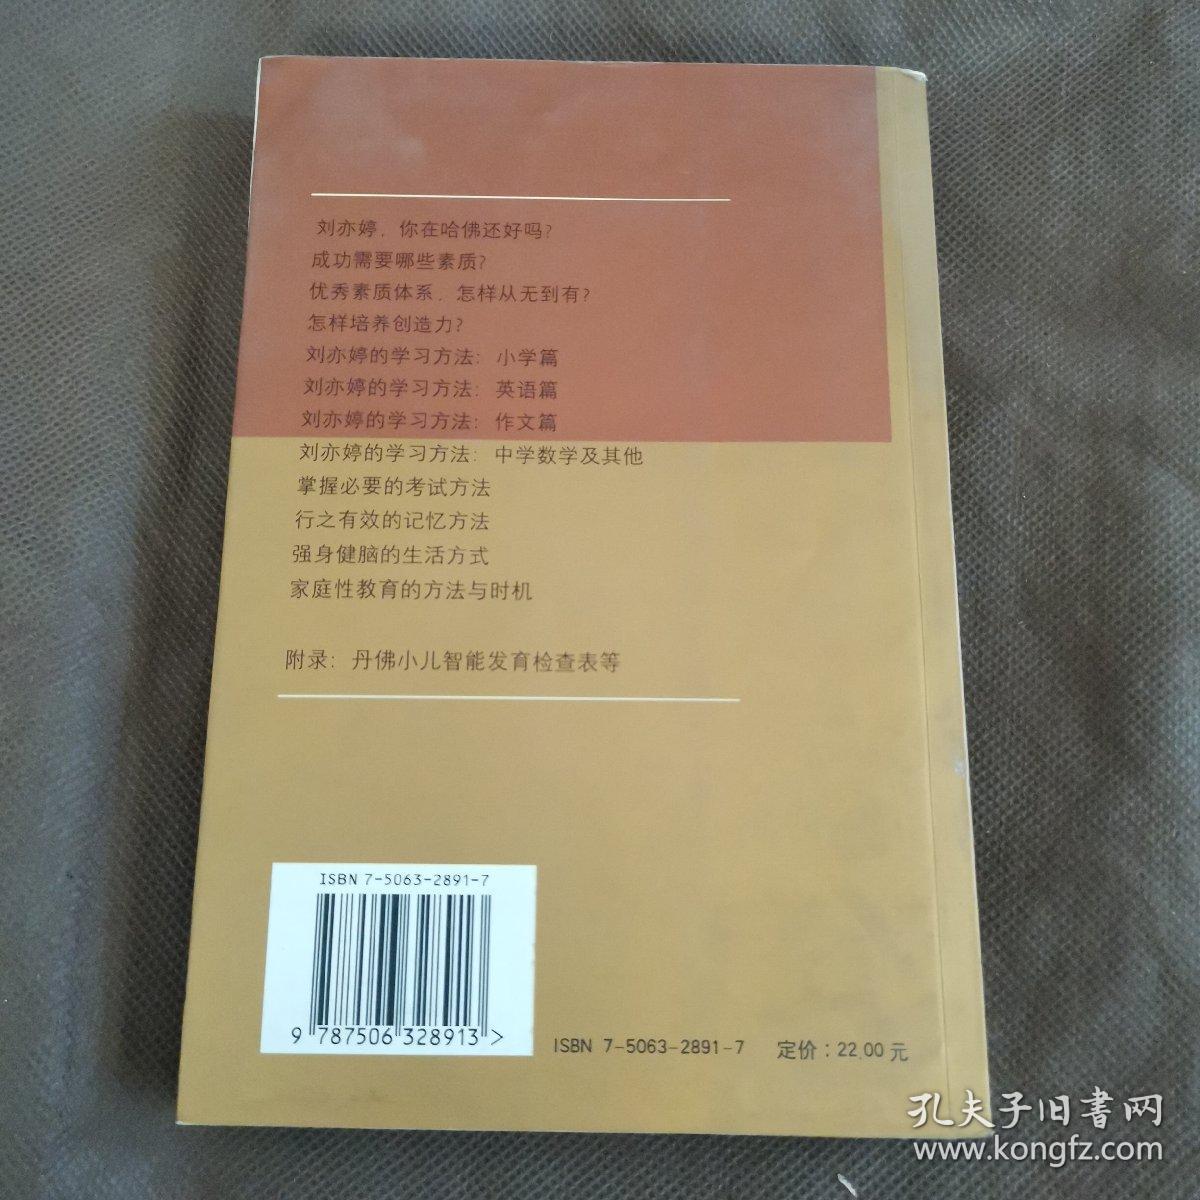 刘亦婷，你在哈佛还好吗？
成功需要哪些素质？
优秀素质体系，怎样从无到有？
怎样培养创造力？
刘亦婷的学习方法：小学篇
刘亦婷的学习方法：英语篇
刘亦婷的学习方法：作文篇
刘亦婷的学习方法：中学数学及其他
掌握必要的考试方法
行之有效的记忆方法
强身健脑的生活方式
家庭性教育的方法与时机
附录：丹佛小儿智能发育检查表等
ISBN 7-5063-2891-7
9 787506 328913 >
ISBN 7-5063-2891-7 定价：22.00元
孔夫子旧書网
www.kongfz.com